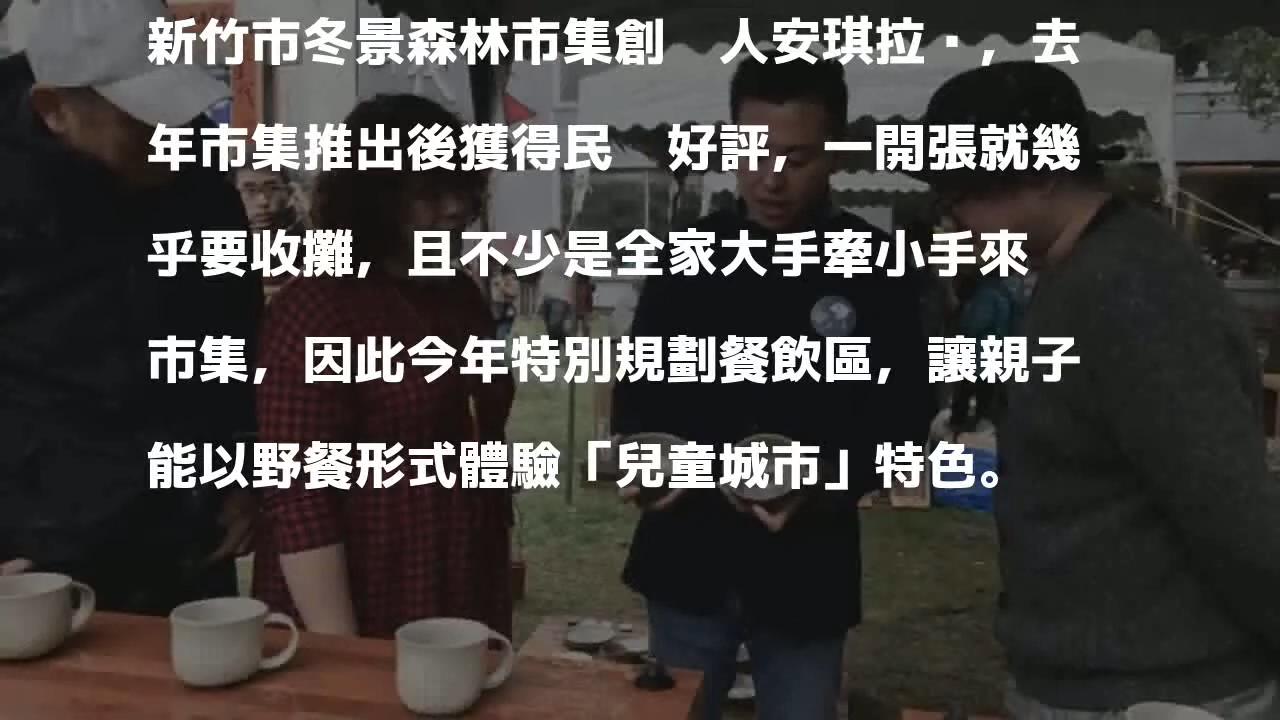 新竹市冬景森林市集創　人安琪拉·，去
年市集推出後獲得民　好評，一開張就幾
乎要收攤，且不少是全家大手牽小手來
市集，因此今年特別規劃餐飲區，讓親子
能以野餐形式體驗「兒童城市」特色。